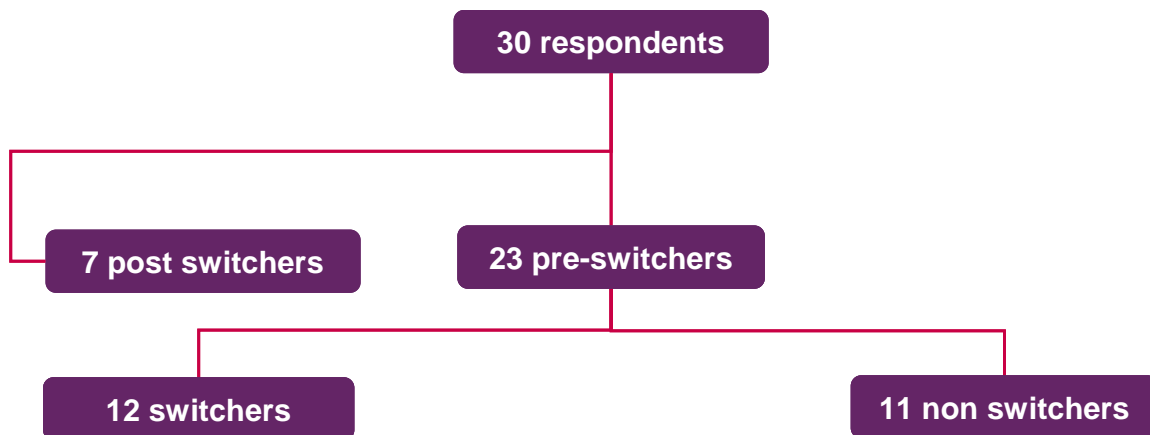 30 respondents
7 post switchers
23 pre-switchers
12 switchers
11 non switchers